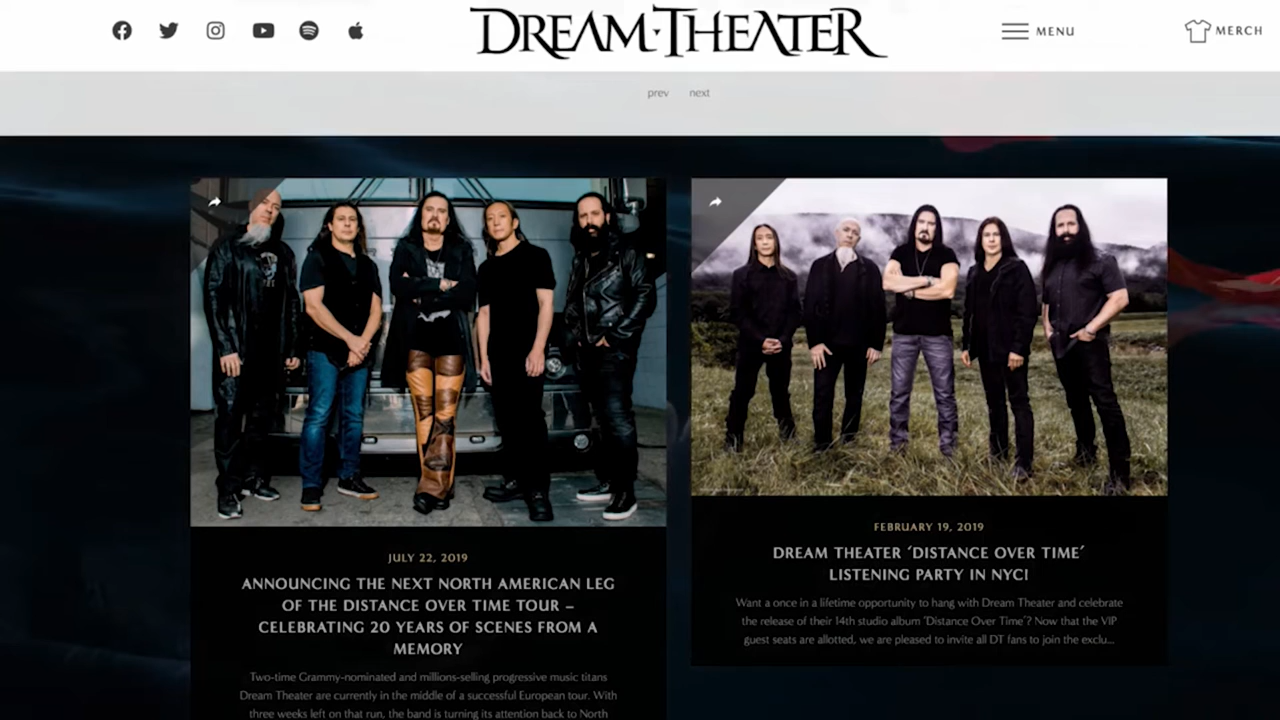 DREAM THEATER
MENU
MERCH
prev next
JULY 22, 2019
ANNOUNCING THE NEXT NORTH AMERICAN LEG
OF THE DISTANCE OVER TIME TOUR –
CELEBRATING 20 YEARS OF SCENES FROM A
MEMORY
Two-time Grammy-nominated and millions-selling progressive music titans
Dream Theater are currently in the middle of a successful European tour. With
three weeks left on that run, the band is turning its attention back to North
FEBRUARY 19, 2019
DREAM THEATER ‘DISTANCE OVER TIME’
LISTENING PARTY IN NYC!
Want a once in a lifetime opportunity to hang with Dream Theater and celebrate
the release of their 14th studio album ‘Distance Over Time’? Now that the VIP
guest seats are allotted, we are pleased to invite all DT fans to join the exclu...